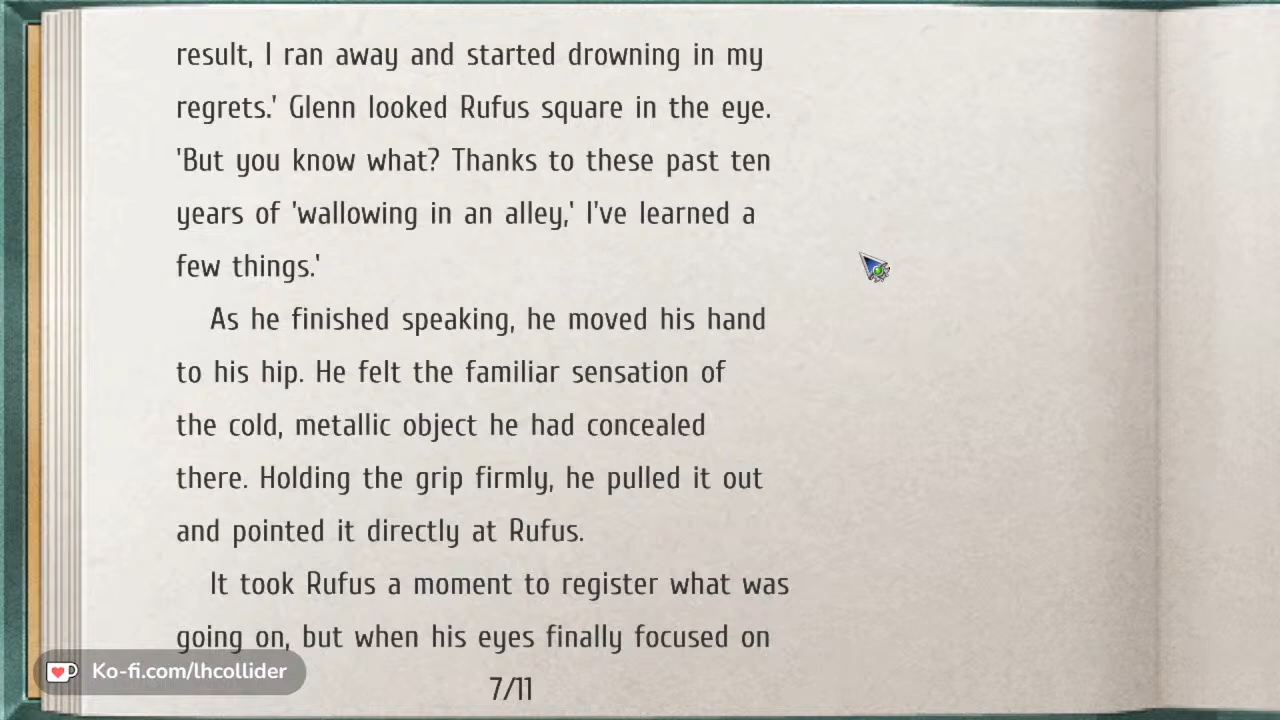 result, I ran away and started drowning in my
regrets.' Glenn looked Rufus square in the eye.
'But you know what? Thanks to these past ten
years of 'wallowing in an alley,' I've learned a
few things.'
As he finished speaking, he moved his hand
to his hip. He felt the familiar sensation of
the cold, metallic object he had concealed
there. Holding the grip firmly, he pulled it out
and pointed it directly at Rufus.
It took Rufus a moment to register what was
going on, but when his eyes finally focused on
Ko-fi.com/lhcollider
7/11